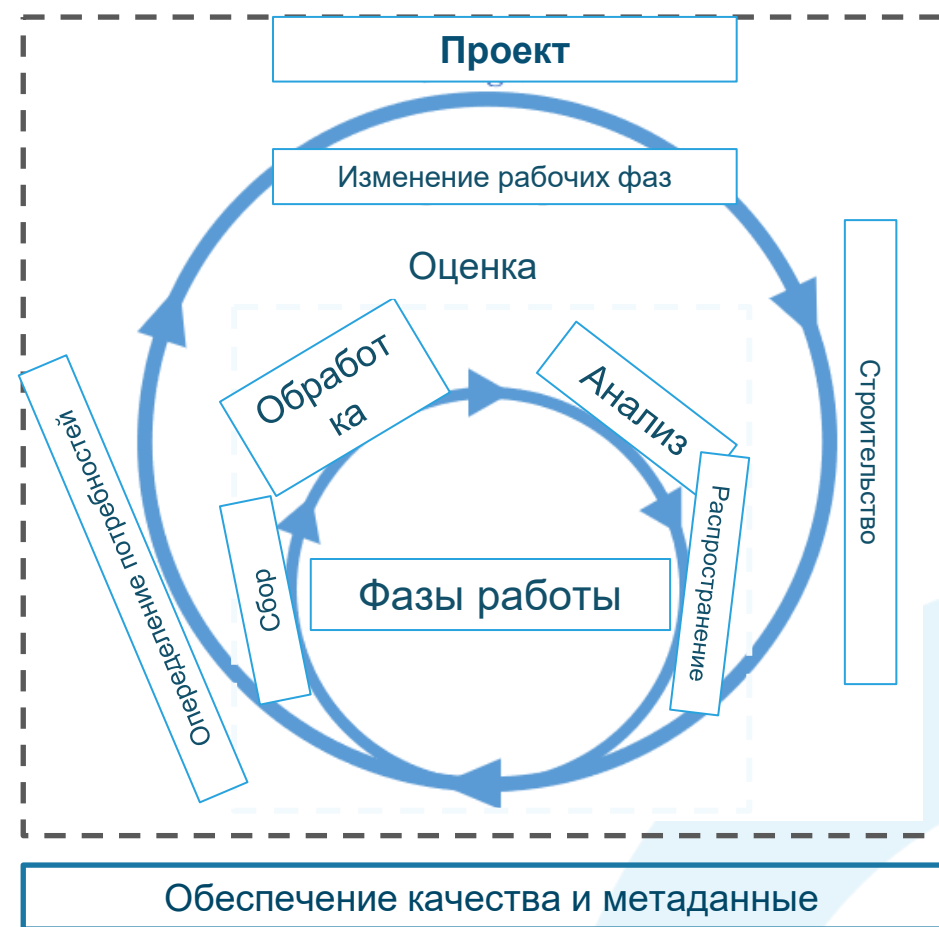 Проект
Изменение рабочих фаз
Оценка
Обработ
ка
Анализ
Строительство
Определение потребностей
Сбор
Фазы работы
Распространение
Обеспечение качества и метаданные